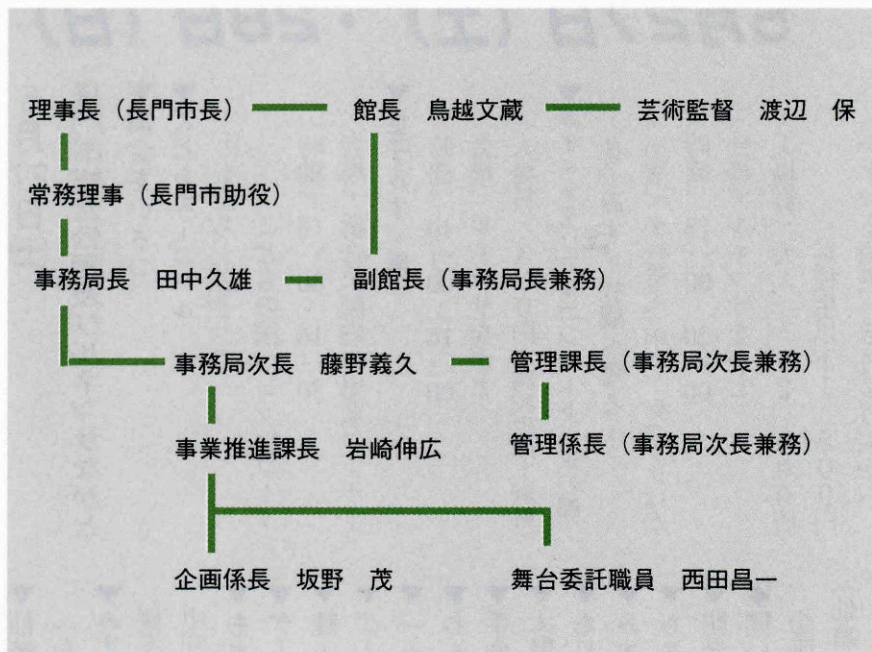 理事長（長門市長） 館長　鳥越文蔵 芸術監督　渡辺　保
常務理事（長門市助役）
事務局長　田中久雄 副館長（事務局長兼務）
事務局次長　藤野義久 管理課長（事務局次長兼務）
事業推進課長　岩崎伸広 管理係長（事務局次長兼務）
企画係長　坂野　茂 舞台委託職員　西田昌一